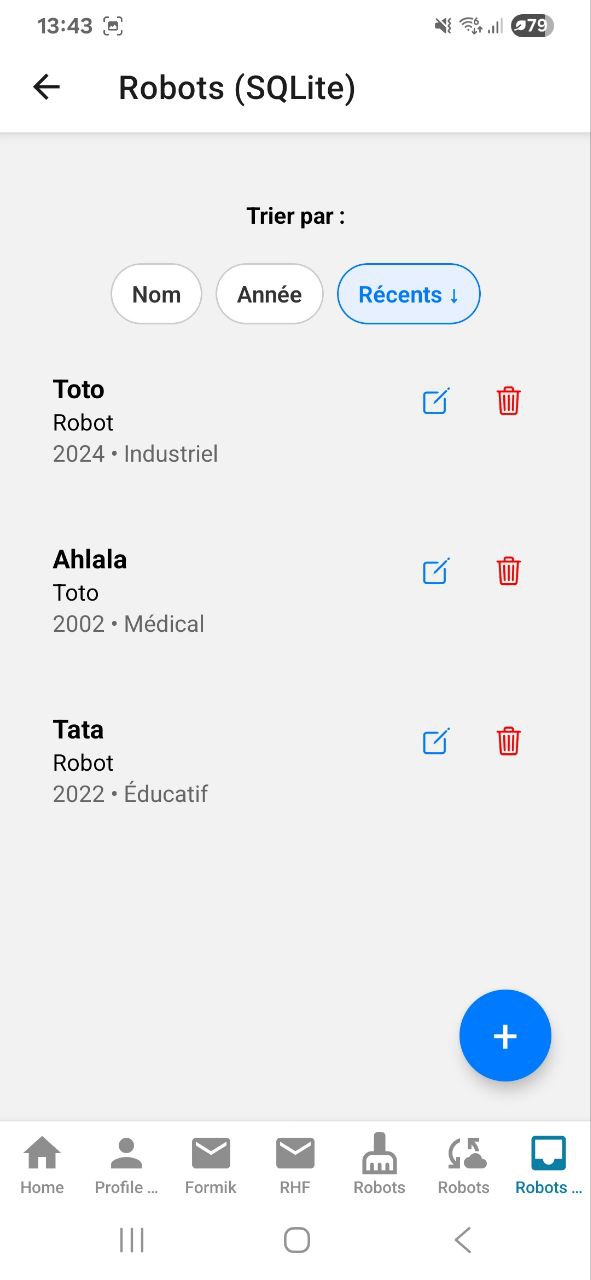 13:43
79
Robots (SQLite)
Trier par :
Nom Année Récents ↓
Toto
Robot
2024 • Industriel
Ahlala
Toto
2002 • Médical
Tata
Robot
2022 • Éducatif
+
Home Profile ... Formik RHF Robots Robots Robots ...